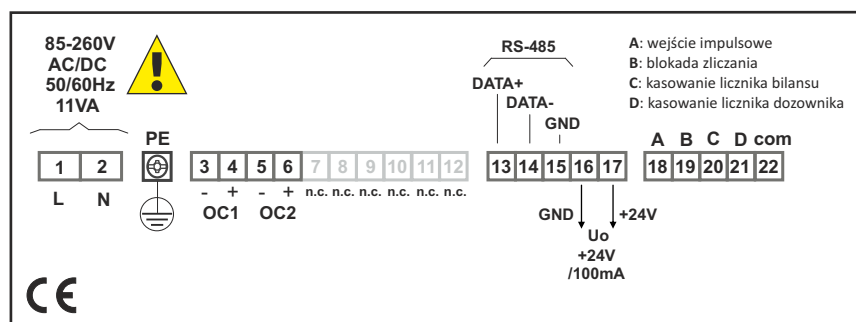 85-260V
AC/DC
50/60Hz
11VA
RS-485
A: wejście impulsowe
B: blokada zliczania
C: kasowanie licznika bilansu
D: kasowanie licznika dozownika
DATA+
DATA-
GND
PE
A B C D com
1 2
3 4 5 6 7 8 9 10 11 12
13 14 15 16 17
18 19 20 21 22
L N
- + - + n.c. n.c. n.c. n.c. n.c. n.c.
OC1 OC2
GND +24V
Uo
+24V
/100mA
CE